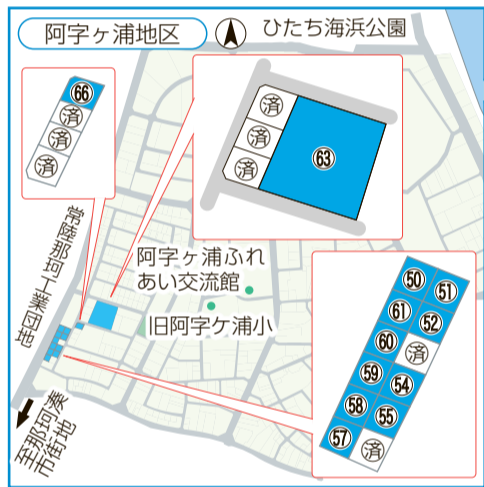 阿字ヶ浦地区
ひたち海浜公園
66
済
済
済
済
済
済
63
常陸那珂工業団地
阿字ヶ浦ふれ
あい交流館
旧阿字ケ浦小
50
51
61
52
60
済
59
54
58
55
57
済
至那珂湊
市街地